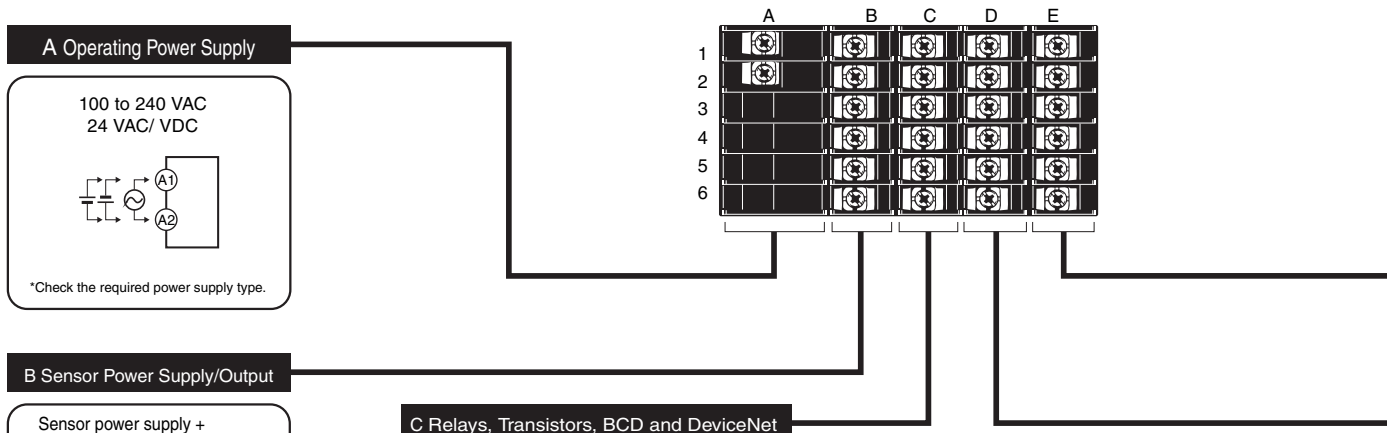 A B C D E
A Operating Power Supply
1
2
3
4
5
6
100 to 240 VAC
24 VAC/ VDC
A1
A2
*Check the required power supply type.
B Sensor Power Supply/Output
Sensor power supply +
C Relays, Transistors, BCD and DeviceNet